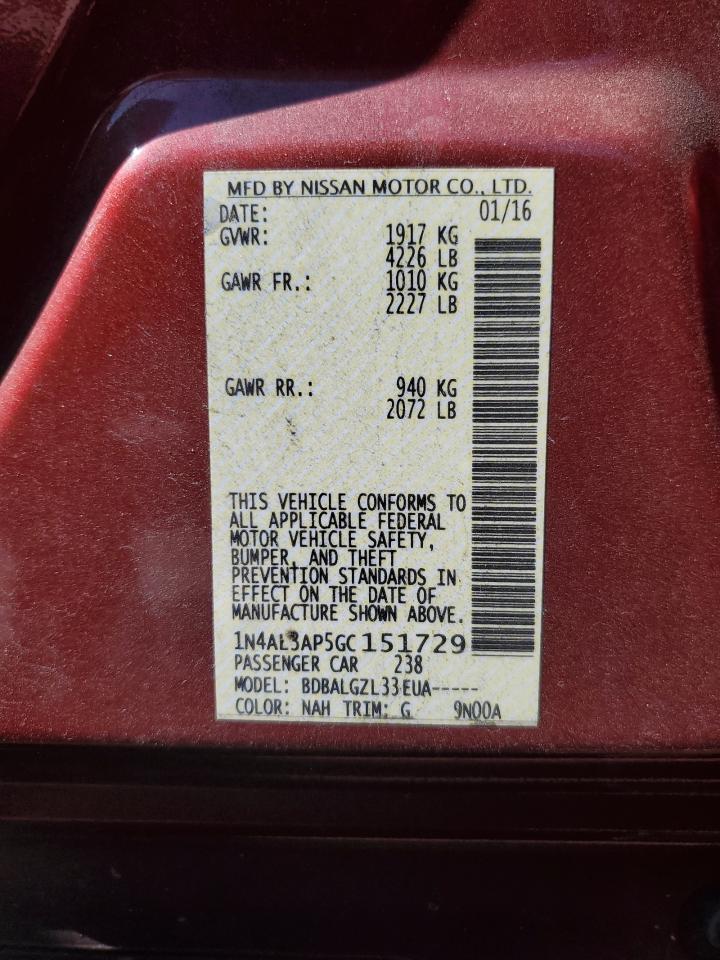 MFD BY NISSAN MOTOR CO., LTD.
DATE: 01/16
GVWR: 1917 KG
4226 LB
GAWR FR.: 1010 KG
2227 LB
GAWR RR.: 940 KG
2072 LB
THIS VEHICLE CONFORMS TO
ALL APPLICABLE FEDERAL
MOTOR VEHICLE SAFETY,
BUMPER, AND THEFT
PREVENTION STANDARDS IN
EFFECT ON THE DATE OF
MANUFACTURE SHOWN ABOVE.
1N4AL3AP5GC151729
PASSENGER CAR 238
MODEL: BDBALGZL33EUA-----
COLOR: NAH TRIM: G 9N00A